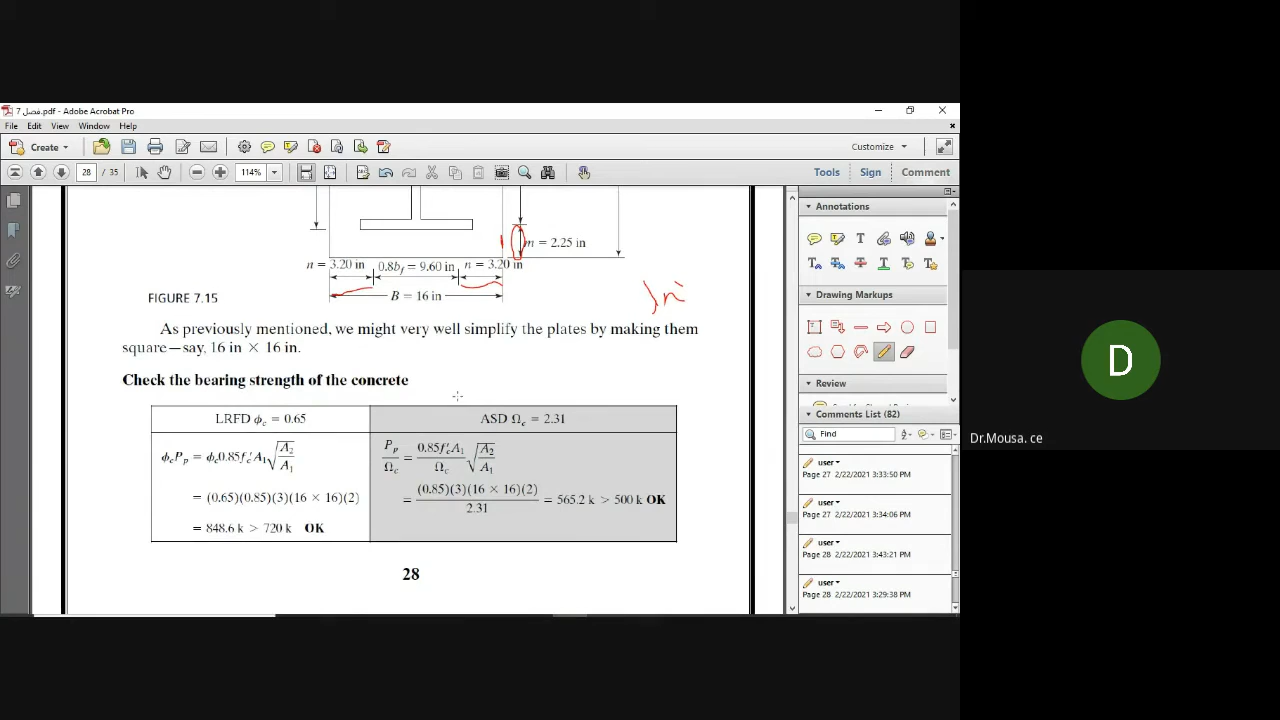 فصل 7.pdf - Adobe Acrobat Pro
File Edit View Window Help
Create
Customize
28 / 35
114%
Tools Sign Comment
m = 2.25 in
n = 3.20 in 0.8bf = 9.60 in n = 3.20 in
B = 16 in
FIGURE 7.15
in
As previously mentioned, we might very well simplify the plates by making them
square—say, 16 in × 16 in.
Check the bearing strength of the concrete
LRFD ϕc = 0.65
ϕcPp = ϕc0.85f′cA1√(A2/A1)
= (0.65)(0.85)(3)(16 × 16)(2)
= 848.6 k > 720 k OK
ASD Ωc = 2.31
Pp/Ωc = 0.85f′cA1/Ωc √(A2/A1)
= (0.85)(3)(16 × 16)(2)/2.31 = 565.2 k > 500 k OK
28
Annotations
Drawing Markups
Review
Comments List (82)
Find
user
Page 27 2/22/2021 3:33:50 PM
user
Page 27 2/22/2021 3:34:06 PM
user
Page 28 2/22/2021 3:43:21 PM
user
Page 28 2/22/2021 3:29:38 PM
D
Dr.Mousa. ce